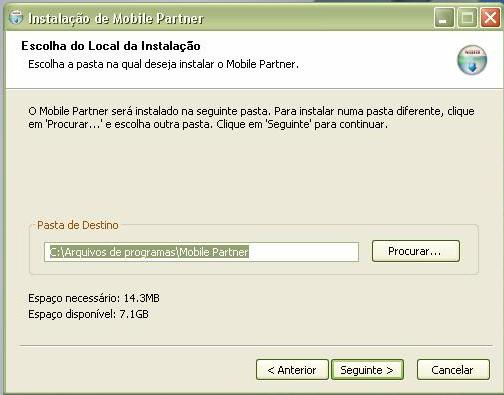 Instalação de Mobile Partner
Escolha do Local da Instalação
Escolha a pasta na qual deseja instalar o Mobile Partner.
O Mobile Partner será instalado na seguinte pasta. Para instalar numa pasta diferente, clique
em 'Procurar...' e escolha outra pasta. Clique em 'Seguinte' para continuar.
Pasta de Destino
C:\Arquivos de programas\Mobile Partner
Procurar...
Espaço necessário: 14.3MB
Espaço disponível: 7.1GB
< Anterior
Seguinte >
Cancelar